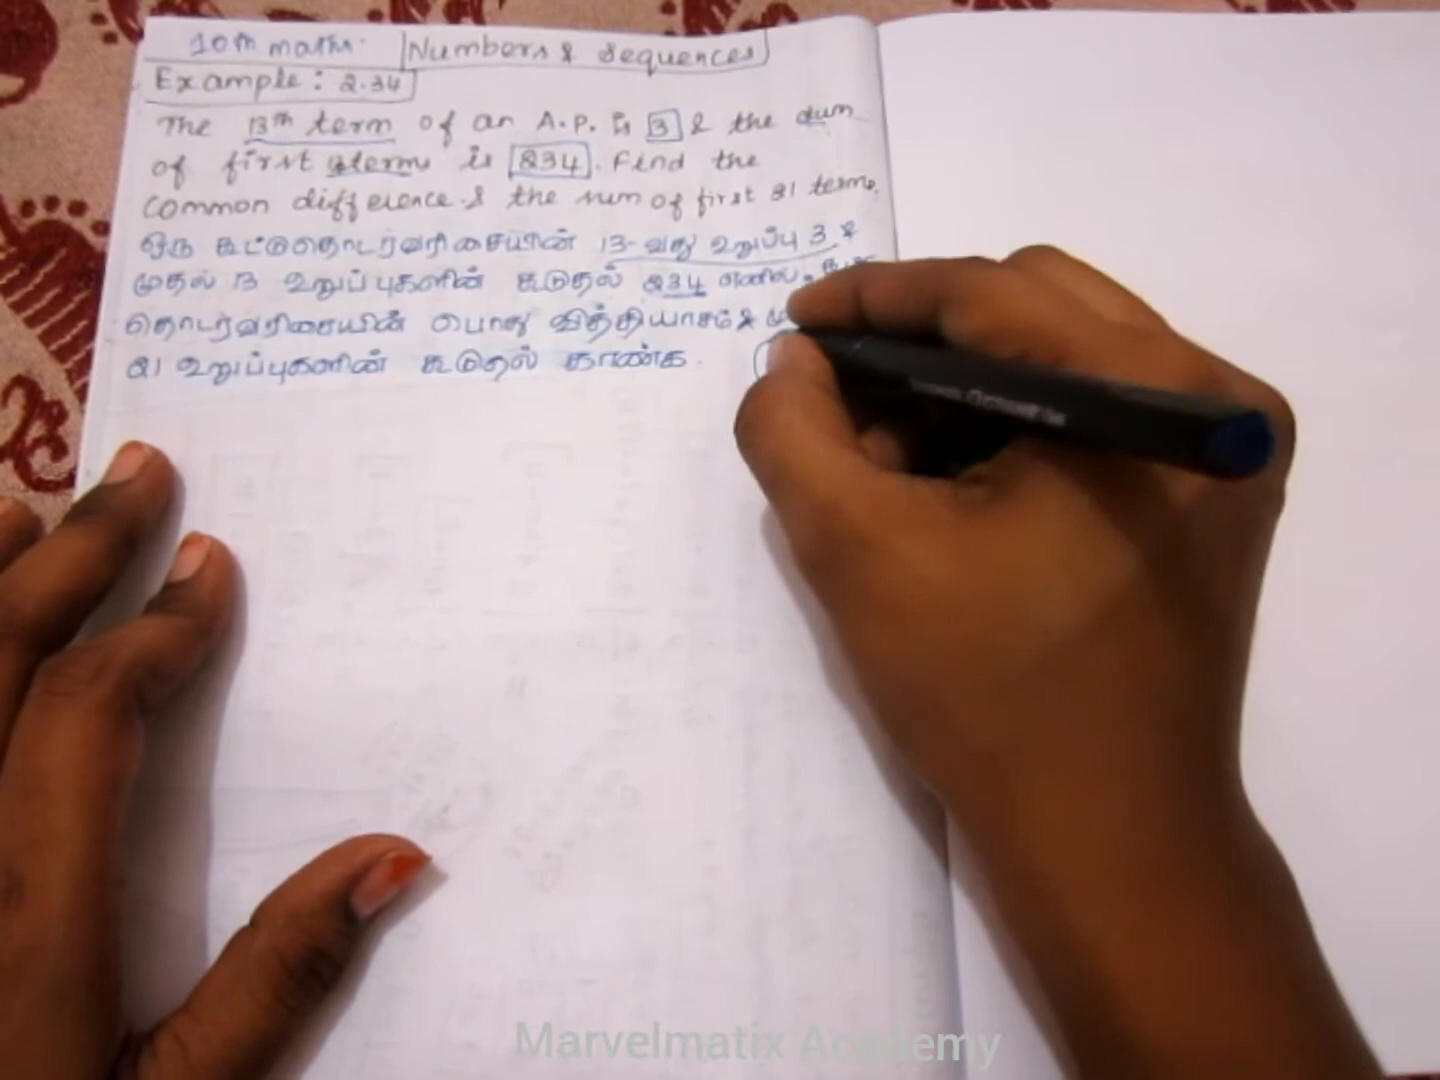 10th maths. Numbers & Sequences
Example: 2.34
The 13th term of an A.P. is 3 & the sum
of first terms is 234. Find the
common difference & the sum of first 21 terms.
ஒரு கூட்டுதொடர்வரிசையின் 13-வது உறுப்பு 3 &
முதல் 13 உறுப்புகளின் கூடுதல் 234 எனில்.
தொடர்வரிசையின் பொது வித்தியாசம் &
21 உறுப்புகளின் கூடுதல் காண்க.
Marvelmatix Academy